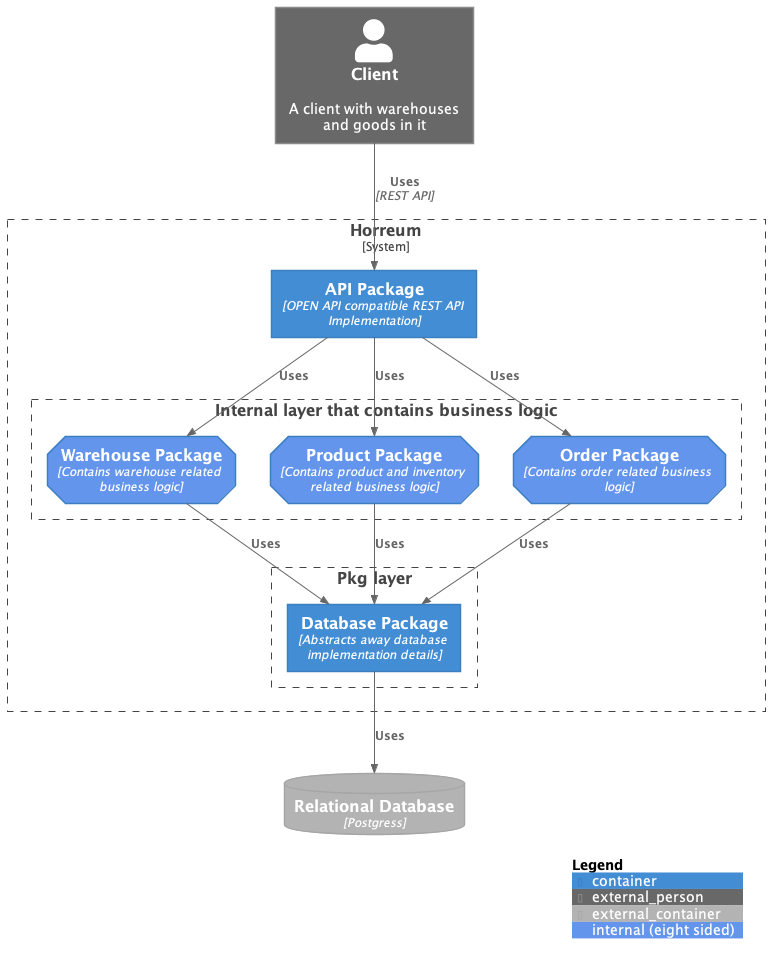 Client
A client with warehouses
and goods in it
Uses
[REST API]
Horreum
[System]
API Package
[OPEN API compatible REST API
Implementation]
Uses
Uses
Uses
Internal layer that contains business logic
Warehouse Package
[Contains warehouse related
business logic]
Product Package
[Contains product and inventory
related business logic]
Order Package
[Contains order related business
logic]
Uses
Uses
Uses
Pkg layer
Database Package
[Abstracts away database
implementation details]
Uses
Relational Database
[Postgress]
Legend
container
external_person
external_container
internal (eight sided)